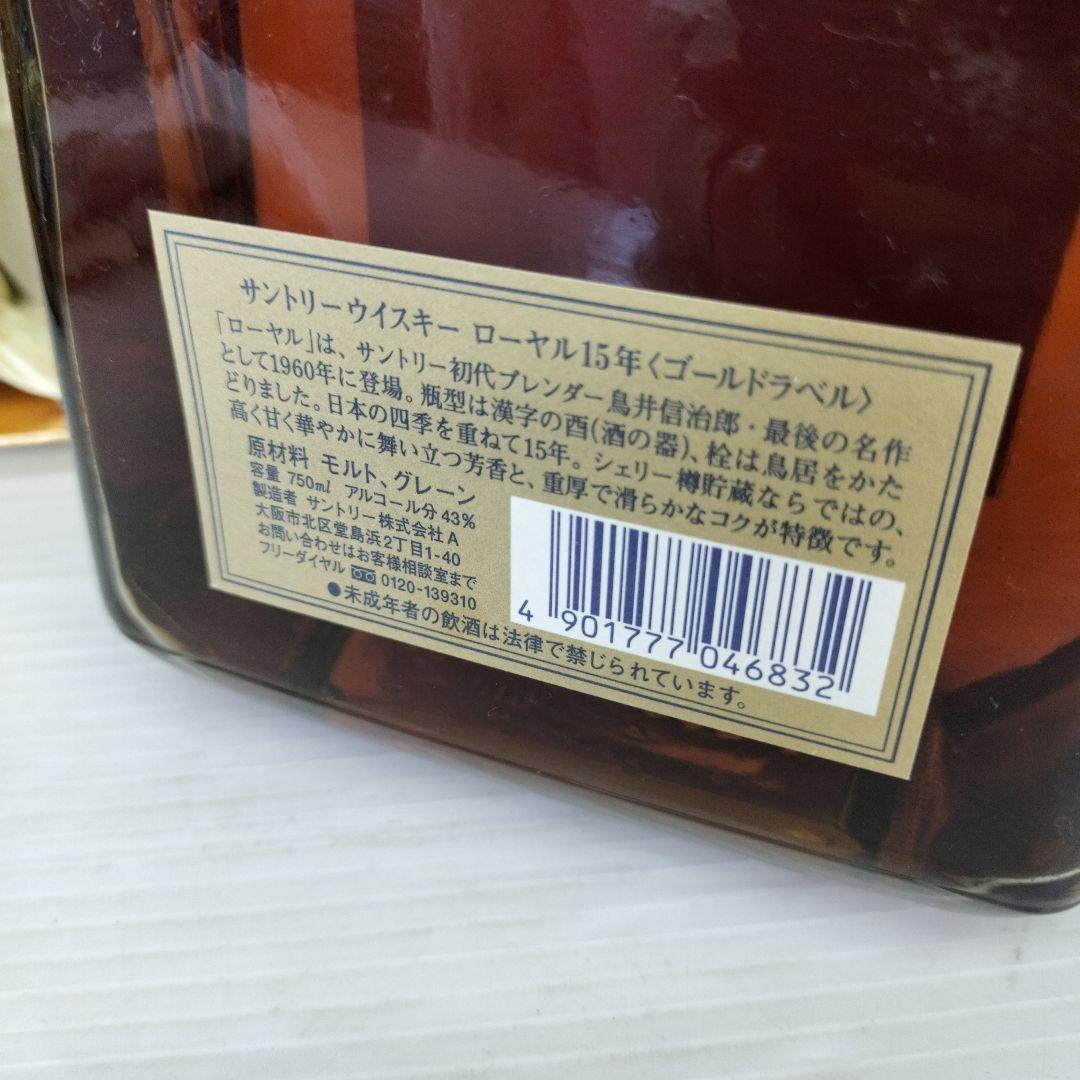 サントリーウイスキー ローヤル15年〈ゴールドラベル〉
「ローヤル」は、サントリー初代ブレンダー鳥井信治郎・最後の名作
として1960年に登場。瓶型は漢字の酉(酒の器)、栓は鳥居をかた
どりました。日本の四季を重ねて15年。シェリー樽貯蔵ならではの、
高く甘く華やかに舞い立つ芳香と、重厚で滑らかなコクが特徴です。
原材料 モルト、グレーン
容量 750ml アルコール分 43%
製造者 サントリー株式会社 A
大阪市北区堂島浜2丁目1-40
お問い合わせはお客様相談室まで
フリーダイヤル 0120-139310
●未成年者の飲酒は法律で禁じられています。
4 901777 046832